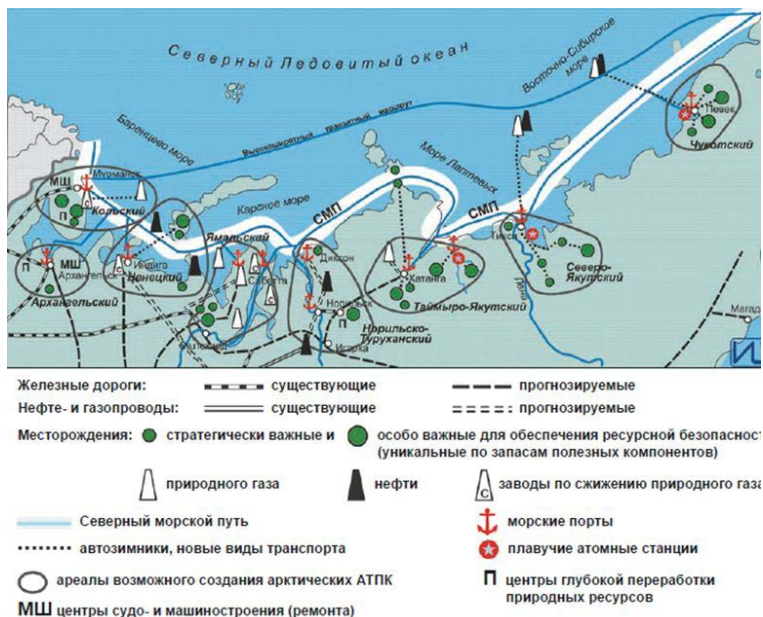 Северный Ледовитый океан
Восточно-Сибирское
море
Высокоширотный транзитный маршрут
Баренцево море
Море Лаптевых
Карское море
СМП
СМП
Певек
Чукотский
МШ
Мурманск
С
П
Кольский
П
МШ
Архангельск
Архангельский
Индига
С
Ненецкий
Ямальский
Сабетта
С
С
Салехард
Диксон
Норильск
П
Игарка
Норильско-
Туруханский
Хатанга
Таймыро-Якутский
Тикси
Лена
Северо-
Якутский
Магада
Железные дороги: существующие прогнозируемые
Нефте- и газопроводы: существующие прогнозируемые
Месторождения: стратегически важные и особо важные для обеспечения ресурсной безопасност
(уникальные по запасам полезных компонентов)
природного газа нефти С заводы по сжижению природного газа
Северный морской путь морские порты
автозимники, новые виды транспорта плавучие атомные станции
ареалы возможного создания арктических АТПК П центры глубокой переработки
природных ресурсов
МШ центры судо- и машиностроения (ремонта)